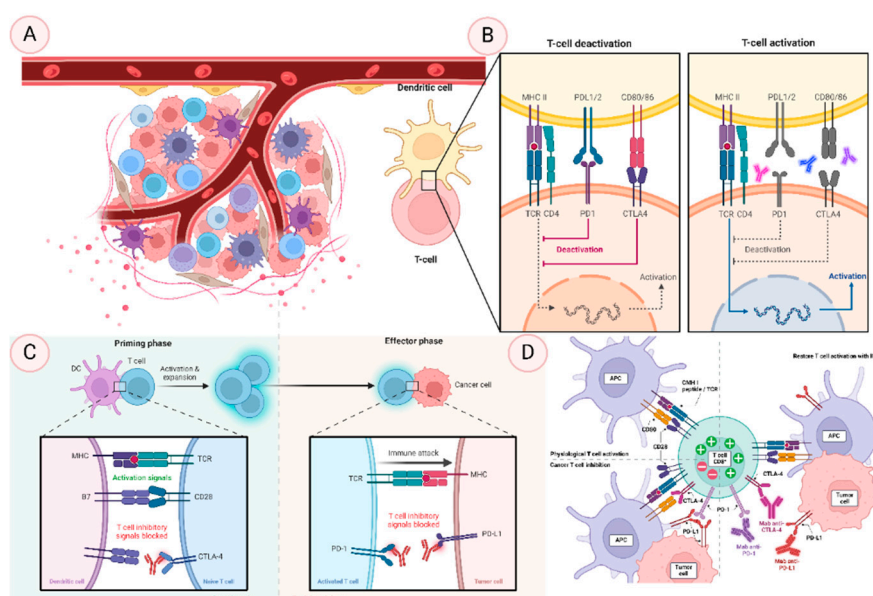 A
Dendritic cell
T-cell
B
T-cell deactivation
MHC II
PDL1/2
CD80/86
TCR CD4
PD1
CTLA4
Deactivation
Activation
T-cell activation
MHC II
PDL1/2
CD80/86
TCR CD4
PD1
CTLA4
Deactivation
Activation
C
Priming phase
DC
T cell
Activation &
expansion
MHC
TCR
Activation signals
B7
CD28
T cell inhibitory
signals blocked
CTLA-4
Dendritic cell
Naive T cell
Effector phase
Cancer cell
Immune attack
TCR
MHC
T cell inhibitory
signals blocked
PD-1
PD-L1
Activated T cell
Tumor cell
D
Restore T cell activation with
APC
CMH I
peptide / TCR
CD80
CD28
Physiological T cell activation
Cancer T cell inhibition
T cell
CD8+
APC
CTLA-4
CTLA-4
PD-1
Mab anti-
CTLA-4
Tumor
cell
APC
PD-L1
PD-L1
Mab anti-
PD-1
Mab anti-
PD-L1
Tumor
cell